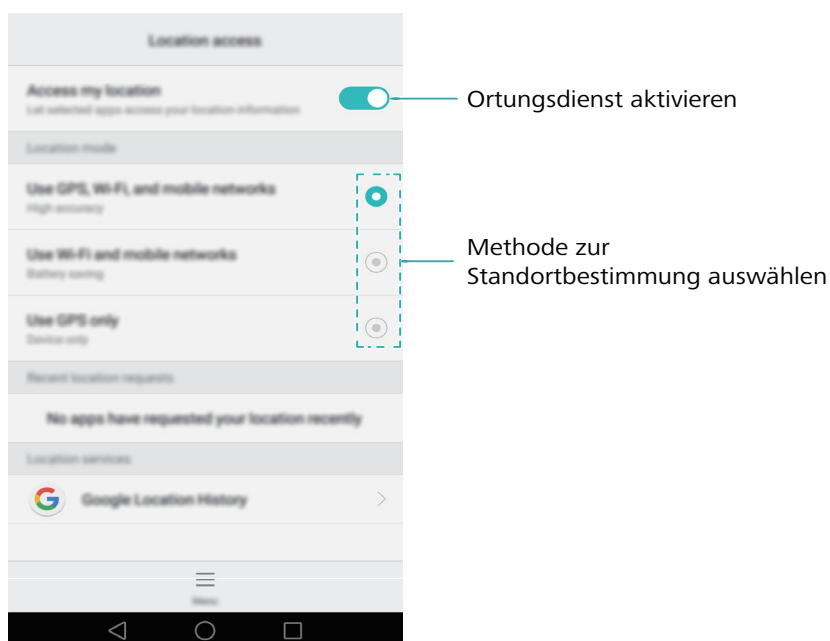 Location access
Access my location
Let selected apps access your location information
Ortungsdienst aktivieren
Location mode
Use GPS, Wi-Fi, and mobile networks
High accuracy
Use Wi-Fi and mobile networks
Battery saving
Methode zur
Standortbestimmung auswählen
Use GPS only
Device only
Recent location requests
No apps have requested your location recently
Location services
G
Google Location History
Menu